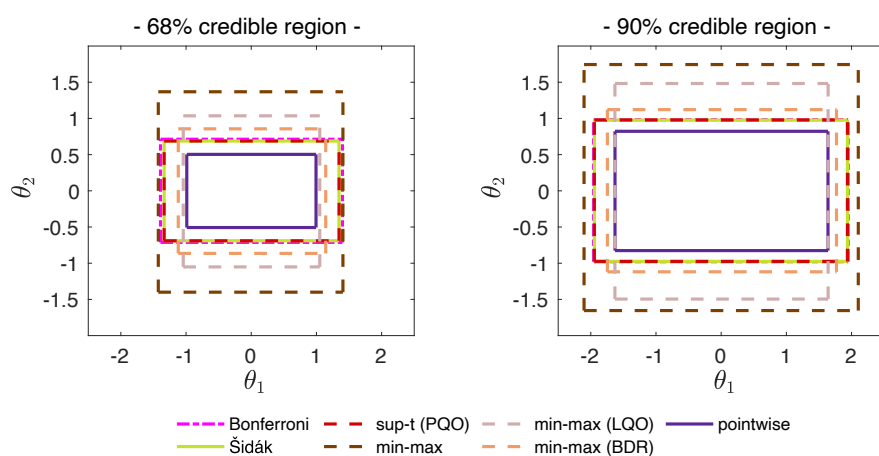 - 68% credible region -
- 90% credible region -
1.5
1
0.5
0
-0.5
-1
-1.5
θ2
-2
-1
0
1
2
θ1
1.5
1
0.5
0
-0.5
-1
-1.5
θ2
-2
-1
0
1
2
θ1
Bonferroni
sup-t (PQO)
min-max (LQO)
pointwise
Šidák
min-max
min-max (BDR)